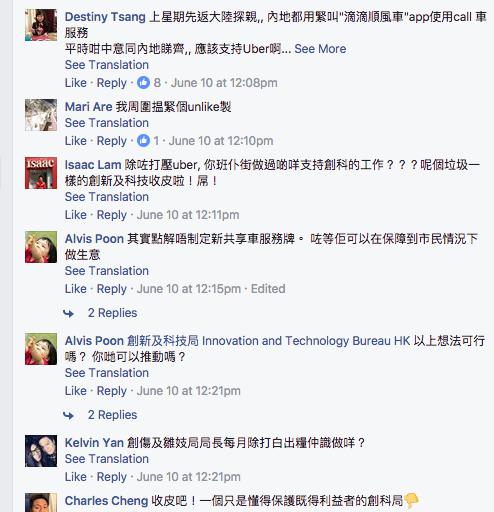 Destiny Tsang 上星期先返大陸探親,, 內地都用緊叫"滴滴順風車"app使用call 車
服務
平時咁中意同內地睇齊,, 應該支持Uber啊... See More
See Translation
Like · Reply · 8 · June 10 at 12:08pm
Mari Are 我周圍揾緊個unlike製
See Translation
Like · Reply · 1 · June 10 at 12:10pm
Isaac Lam 除咗打壓uber, 你班仆街做過啲咩支持創科的工作？？？呢個垃圾一
樣的創新及科技收皮啦！屌！
See Translation
Like · Reply · June 10 at 12:11pm
Alvis Poon 其實點解唔制定新共享車服務牌。 咗等佢可以在保障到市民情況下
做生意
See Translation
Like · Reply · June 10 at 12:15pm · Edited
2 Replies
Alvis Poon 創新及科技局 Innovation and Technology Bureau HK 以上想法可行
嗎？ 你哋可以推動嗎？
See Translation
Like · Reply · June 10 at 12:21pm
2 Replies
Kelvin Yan 創傷及雛妓局局長每月除打白出糧仲識做咩？
See Translation
Like · Reply · June 10 at 12:21pm
ISAAC
Charles Cheng 收皮吧！一個只是懂得保護既得利益者的創科局